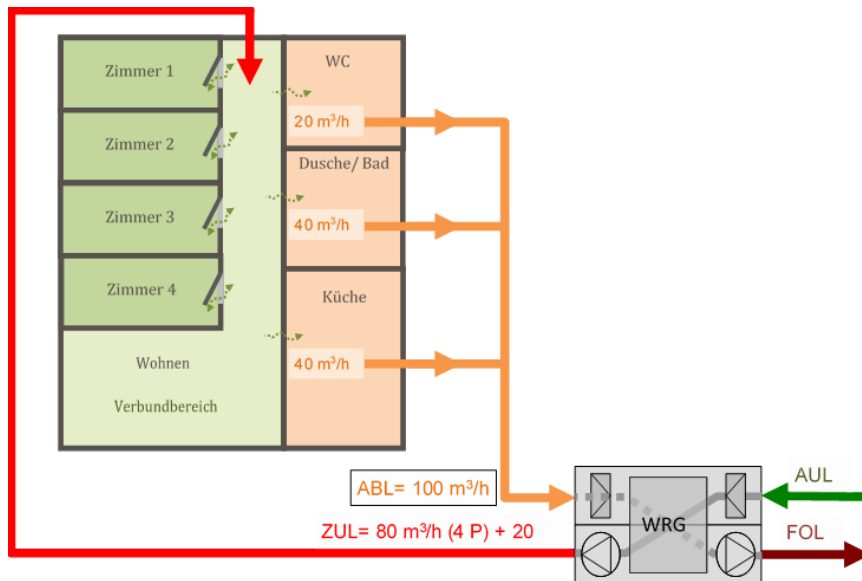 Zimmer 1
WC
20 m³/h
Zimmer 2
Dusche/ Bad
Zimmer 3
40 m³/h
Zimmer 4
Küche
Wohnen
40 m³/h
Verbundbereich
ABL= 100 m³/h
AUL
ZUL= 80 m³/h (4 P) + 20
WRG
FOL